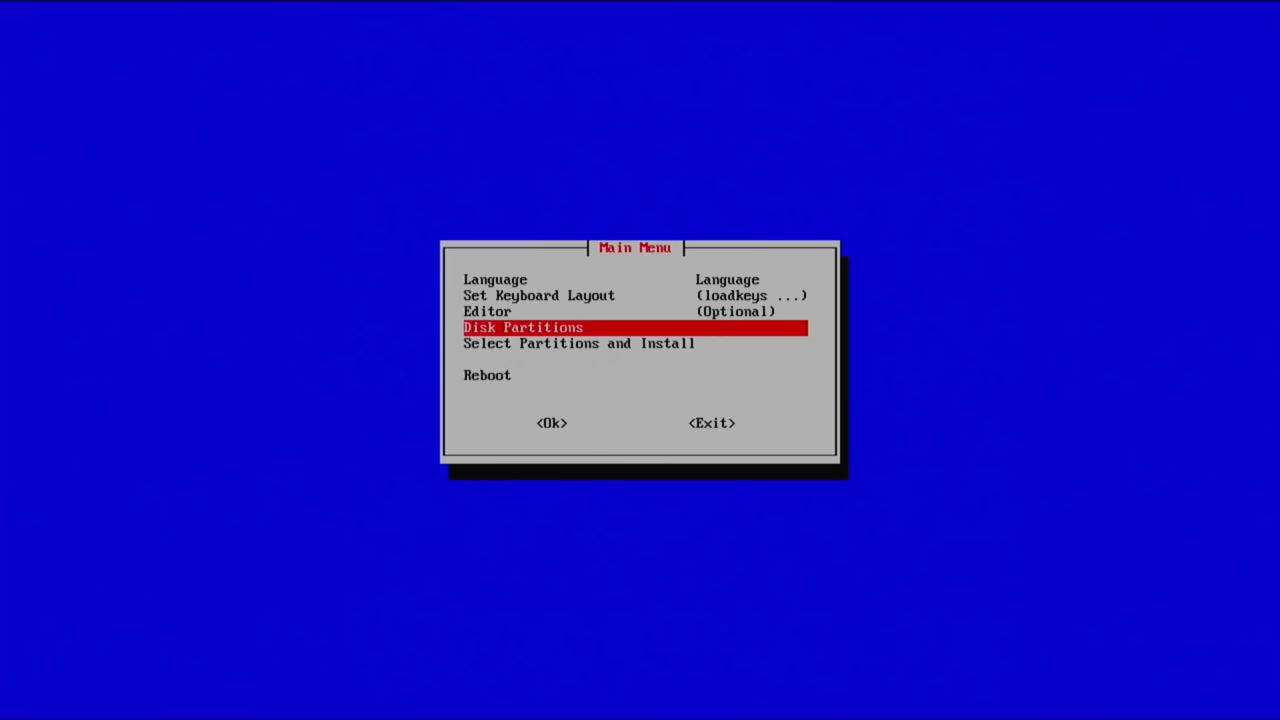 Main Menu
Language Language
Set Keyboard Layout (loadkeys ...)
Editor (Optional)
Disk Partitions
Select Partitions and Install
Reboot
<Ok> <Exit>